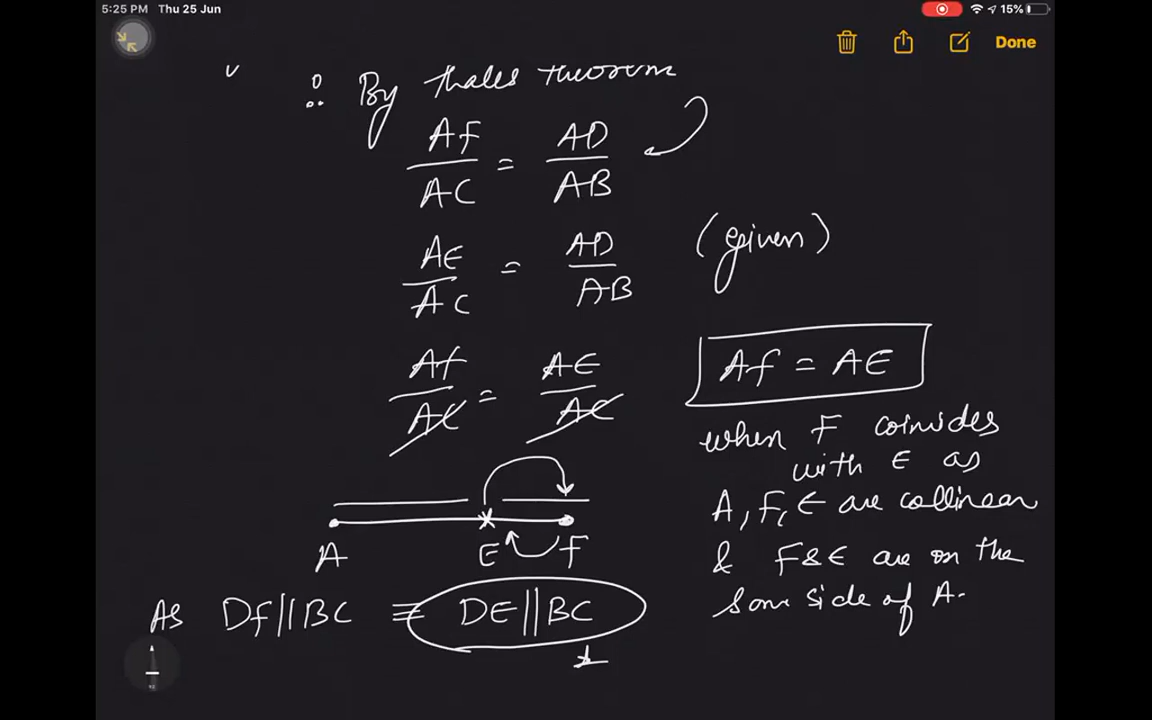 5:25 PM Thu 25 Jun 15%
Done
∴ By thales theorem
AF/AC = AD/AB
AE/AC = AD/AB (given)
AF/AC = AE/AC AF = AE
when F coinvides
with E as
A, F, E are collinear
& F & E are on the
same side of A.
A E F
As DF||BC ≡ DE||BC